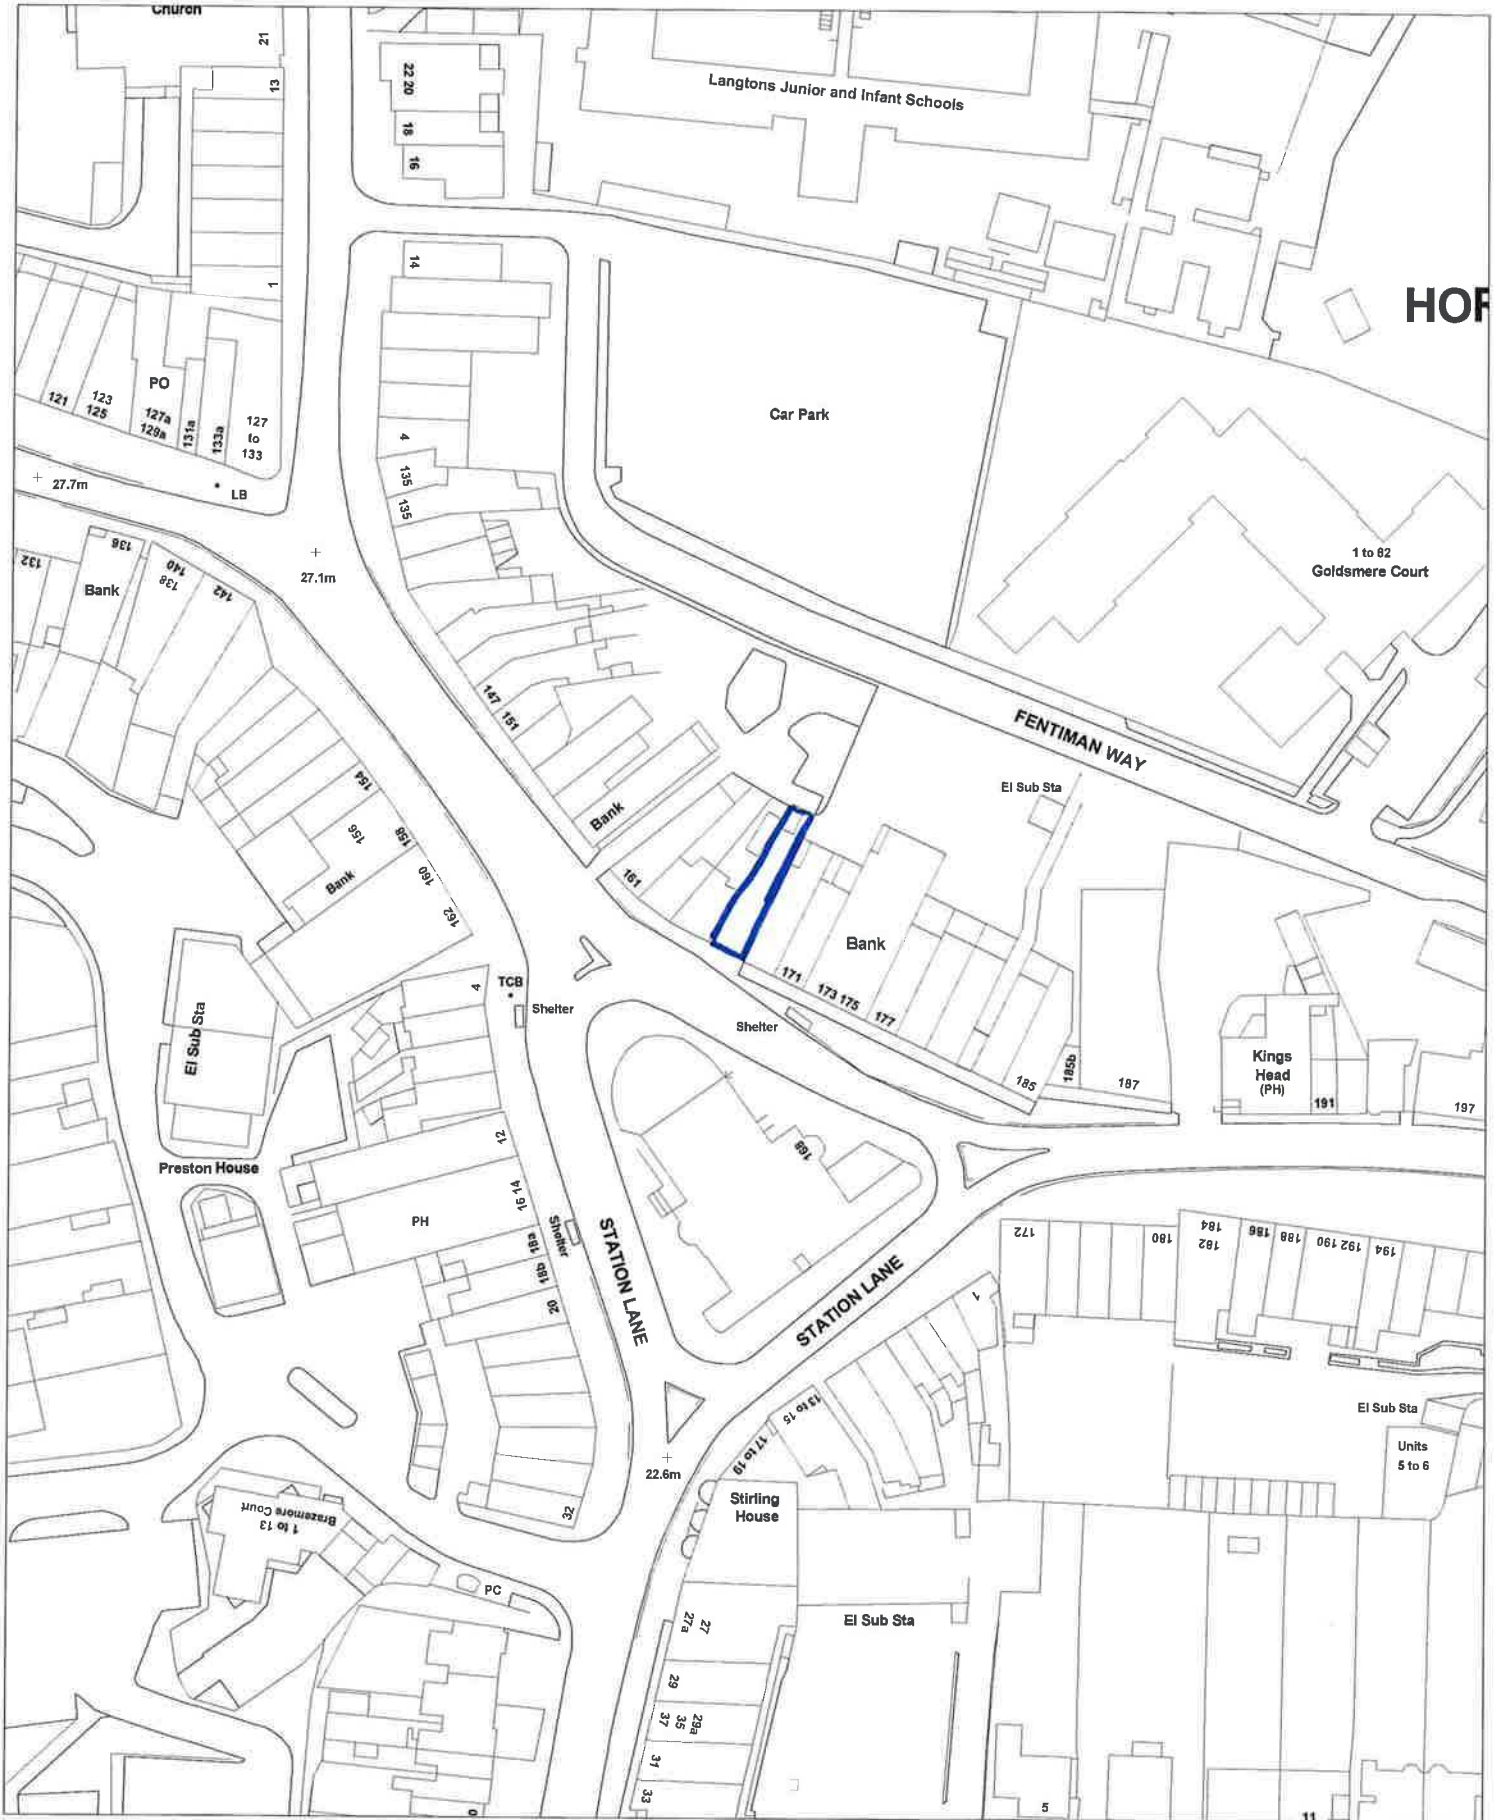 Church
21
13
22 20
18
16
Langtons Junior and Infant Schools
1
14
HOR
121
123
125
PO
127a
129a
131a
133a
127
to
133
Car Park
4
135
135
27.7m
LB
27.1m
132
136
Bank
140
138
142
1 to 82
Goldsmere Court
147
151
FENTIMAN WAY
El Sub Sta
154
156
158
160
162
Bank
Bank
161
Bank
171
173 175
177
185
185b
187
Kings
Head
(PH)
191
197
El Sub Sta
4
TCB
Shelter
Shelter
Preston House
12
16 14
PH
18a
18b
Shelter
20
STATION LANE
168
STATION LANE
172
180
184
182
186
188
190
192
194
1
13 to 15
17 to 19
22.6m
El Sub Sta
Units
5 to 6
32
Brazemore Court
1 to 13
PC
Stirling
House
27
27a
El Sub Sta
29
29a
35
37
31
33
5
11